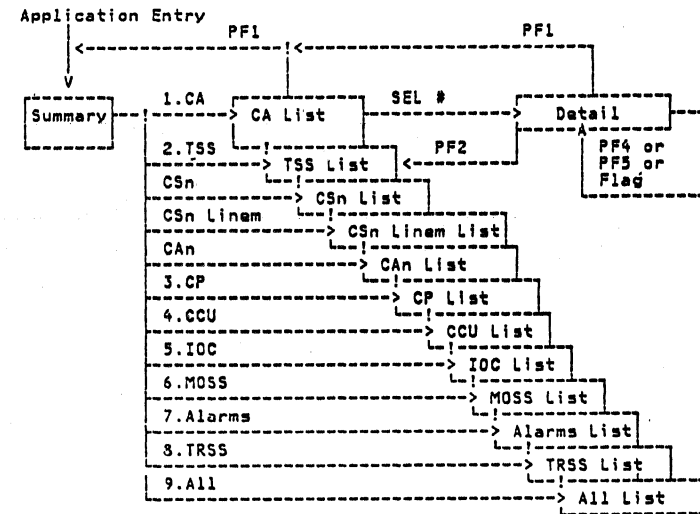 Application Entry
PF1 PF1
1.CA SEL #
Summary CA List Detail
2.TSS PF2 PF4 or
TSS List PF5 or
CSn Flag
CSn List
CSn Linem
CSn Linem List
CAn
CAn List
3.CP
CP List
4.CCU
CCU List
5.IOC
IOC List
6.MOSS
MOSS List
7.Alarms
Alarms List
8.TRSS
TRSS List
9.All
All List